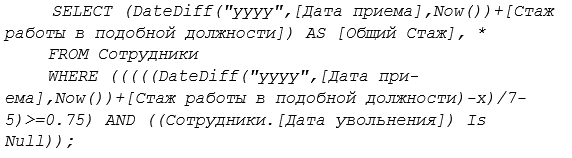 SELECT (DateDiff("yyyy",[Дата приема],Now())+[Стаж
работы в подобной должности]) AS [Общий Стаж], *
FROM Сотрудники
WHERE (((((DateDiff("yyyy",[Дата при-
ема],Now())+[Стаж работы в подобной должности)-x)/7-
5)>=0.75) AND ((Сотрудники.[Дата увольнения]) Is
Null));